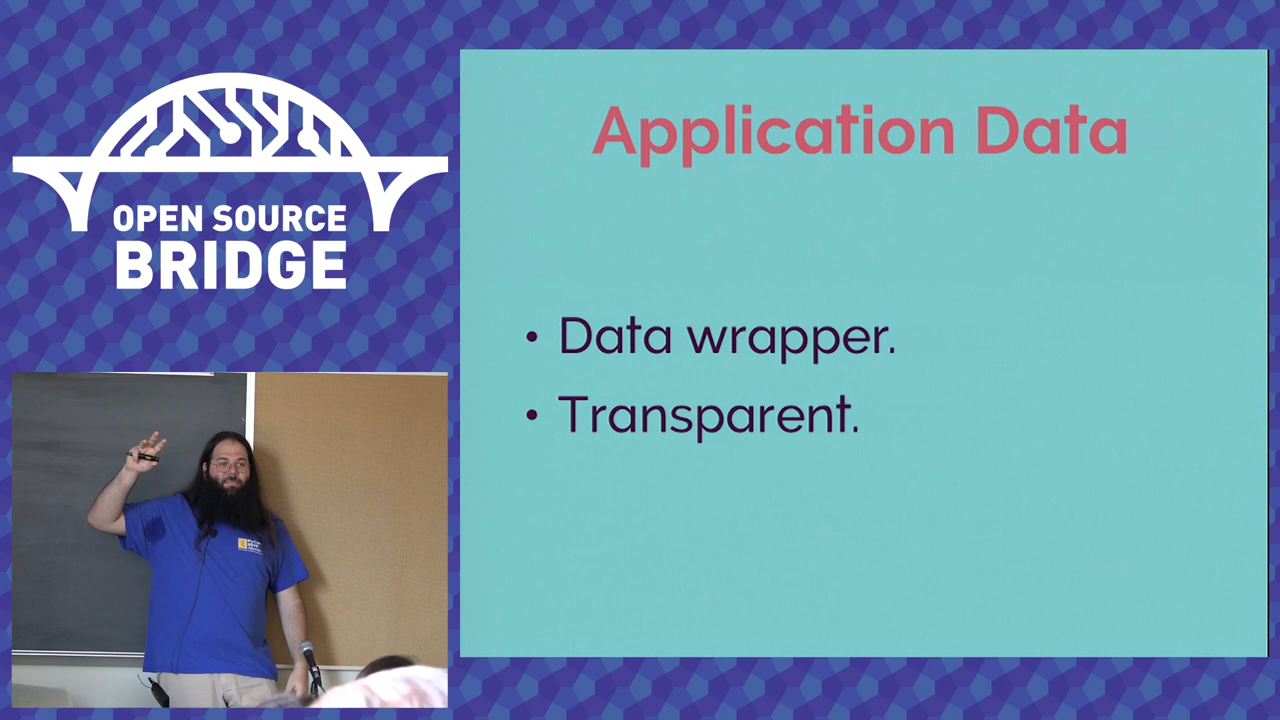 OPEN SOURCE
BRIDGE
Application Data
• Data wrapper.
• Transparent.